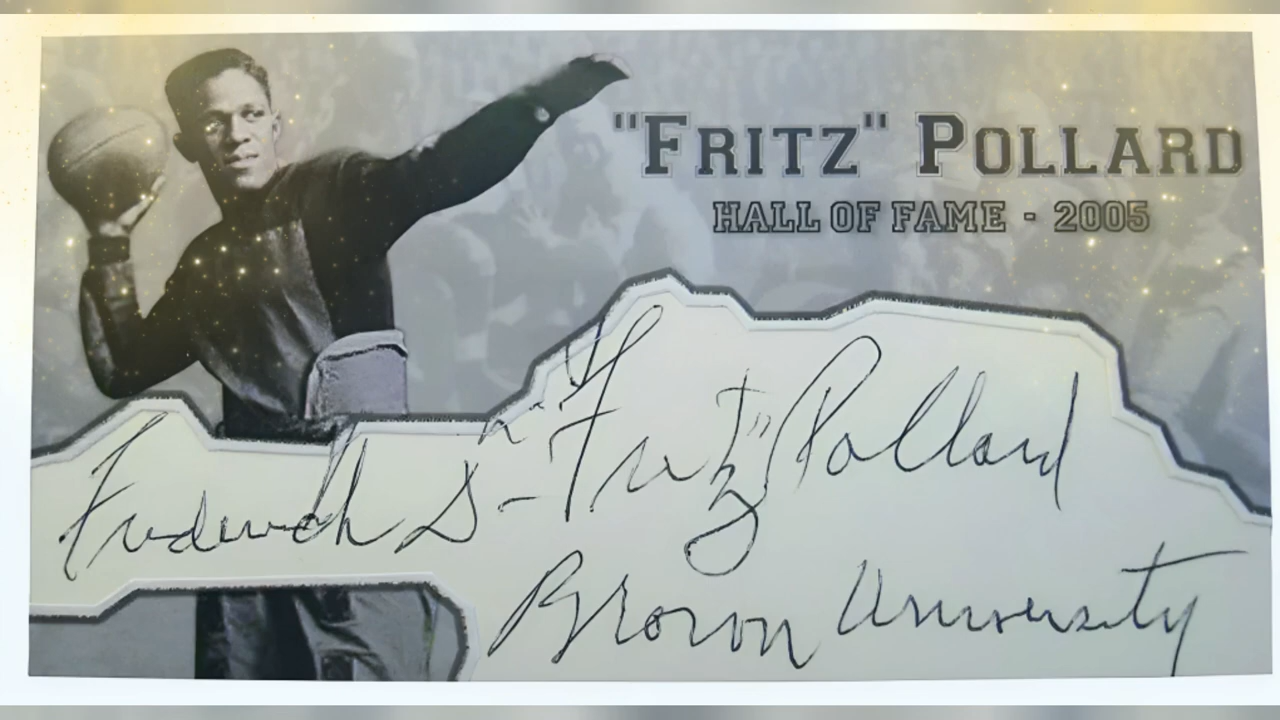 "FRITZ" POLLARD
HALL OF FAME - 2005
Frederick D - "Fritz" Pollard
Brown University